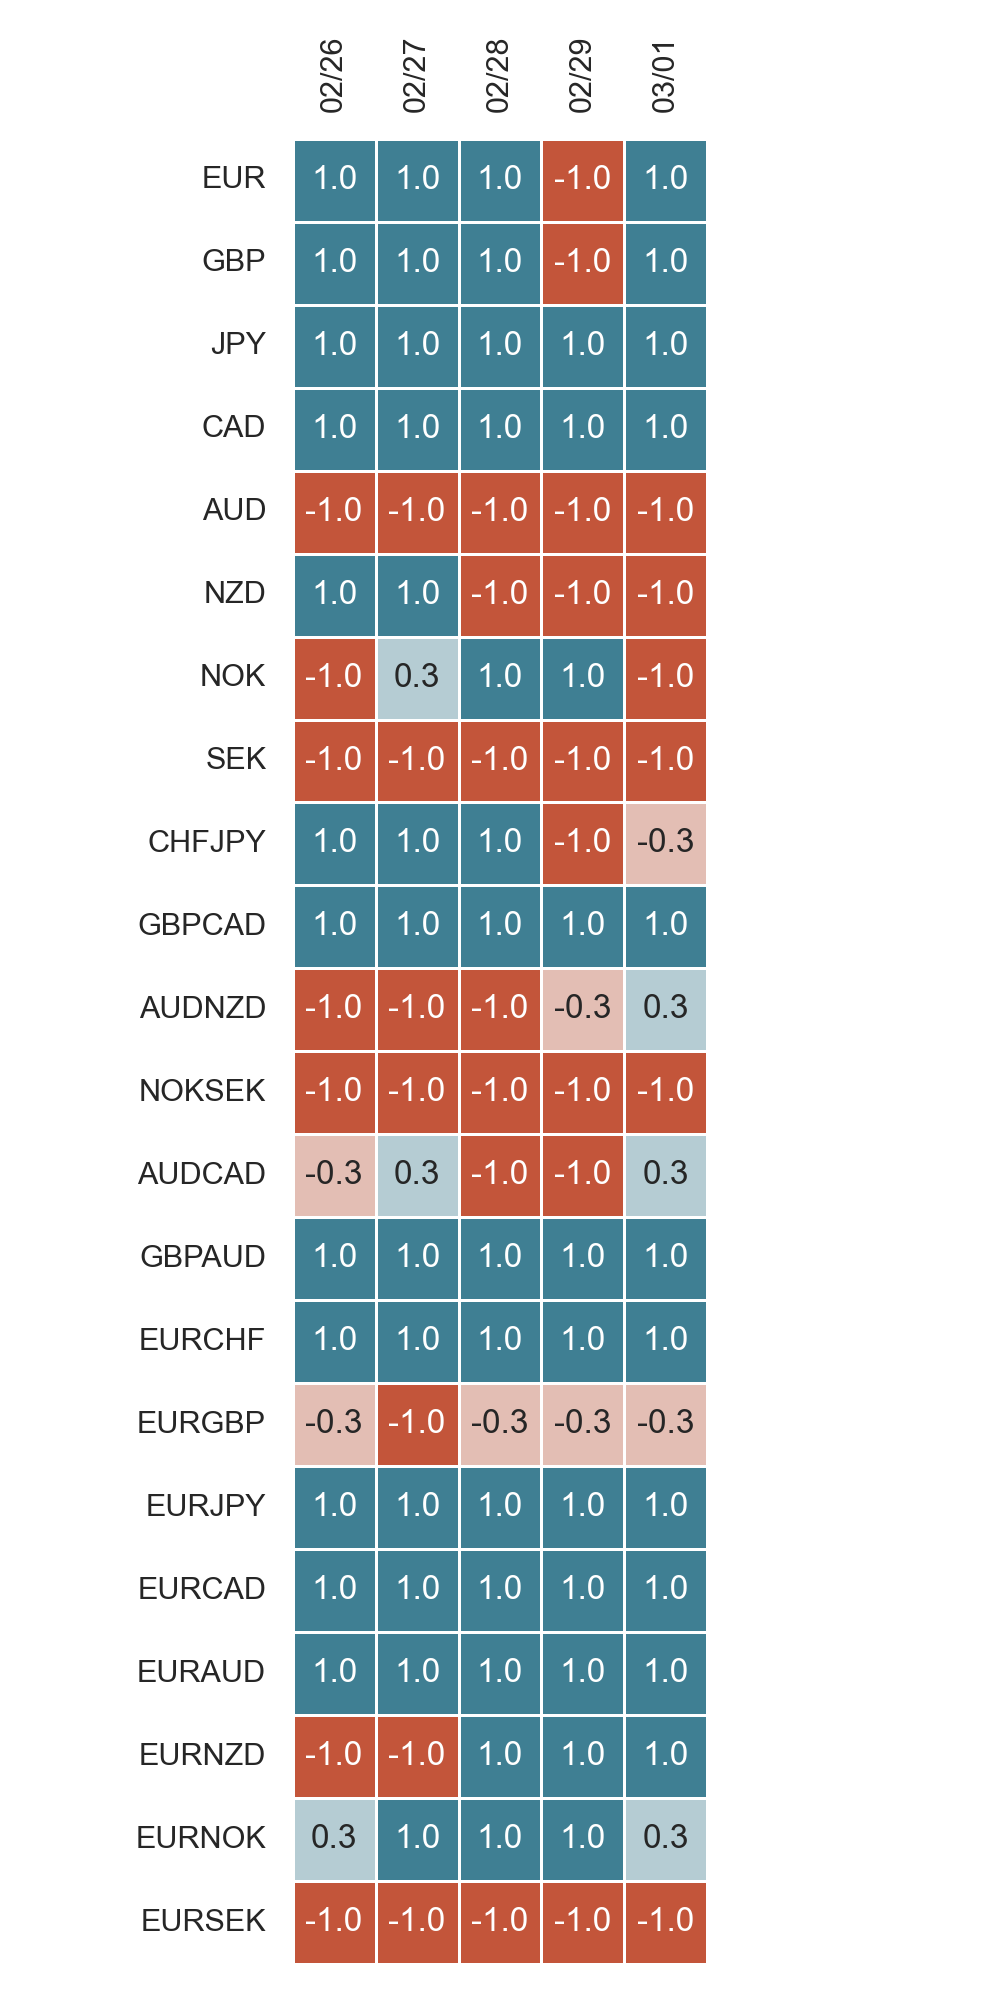 02/26 02/27 02/28 02/29 03/01
EUR 1.0 1.0 1.0 -1.0 1.0
GBP 1.0 1.0 1.0 -1.0 1.0
JPY 1.0 1.0 1.0 1.0 1.0
CAD 1.0 1.0 1.0 1.0 1.0
AUD -1.0 -1.0 -1.0 -1.0 -1.0
NZD 1.0 1.0 -1.0 -1.0 -1.0
NOK -1.0 0.3 1.0 1.0 -1.0
SEK -1.0 -1.0 -1.0 -1.0 -1.0
CHFJPY 1.0 1.0 1.0 -1.0 -0.3
GBPCAD 1.0 1.0 1.0 1.0 1.0
AUDNZD -1.0 -1.0 -1.0 -0.3 0.3
NOKSEK -1.0 -1.0 -1.0 -1.0 -1.0
AUDCAD -0.3 0.3 -1.0 -1.0 0.3
GBPAUD 1.0 1.0 1.0 1.0 1.0
EURCHF 1.0 1.0 1.0 1.0 1.0
EURGBP -0.3 -1.0 -0.3 -0.3 -0.3
EURJPY 1.0 1.0 1.0 1.0 1.0
EURCAD 1.0 1.0 1.0 1.0 1.0
EURAUD 1.0 1.0 1.0 1.0 1.0
EURNZD -1.0 -1.0 1.0 1.0 1.0
EURNOK 0.3 1.0 1.0 1.0 0.3
EURSEK -1.0 -1.0 -1.0 -1.0 -1.0